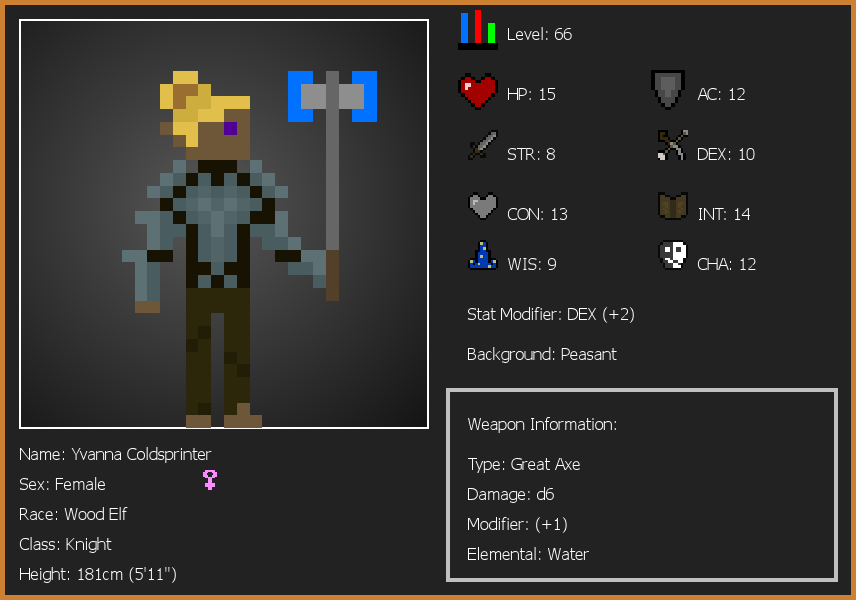 Level: 66
HP: 15
AC: 12
STR: 8
DEX: 10
CON: 13
INT: 14
WIS: 9
CHA: 12
Stat Modifier: DEX (+2)
Background: Peasant
Weapon Information:
Type: Great Axe
Damage: d6
Modifier: (+1)
Elemental: Water
Name: Yvanna Coldsprinter
Sex: Female
Race: Wood Elf
Class: Knight
Height: 181cm (5'11")